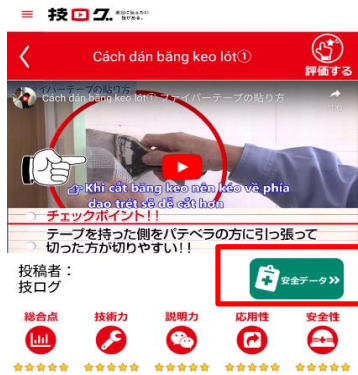 技ログ
Cách dán băng keo lót①
評価する
Cách dán băng keo lót① ファイバーテープの貼り方
👉Khi cắt băng keo nên kéo về phía
dao trét sẽ dễ cắt hơn
チェックポイント!!
テープを持った側をパテベラの方に引っ張って
切った方が切りやすい!!
投稿者：
技ログ
安全データ>>
総合点 技術力 説明力 応用性 安全性